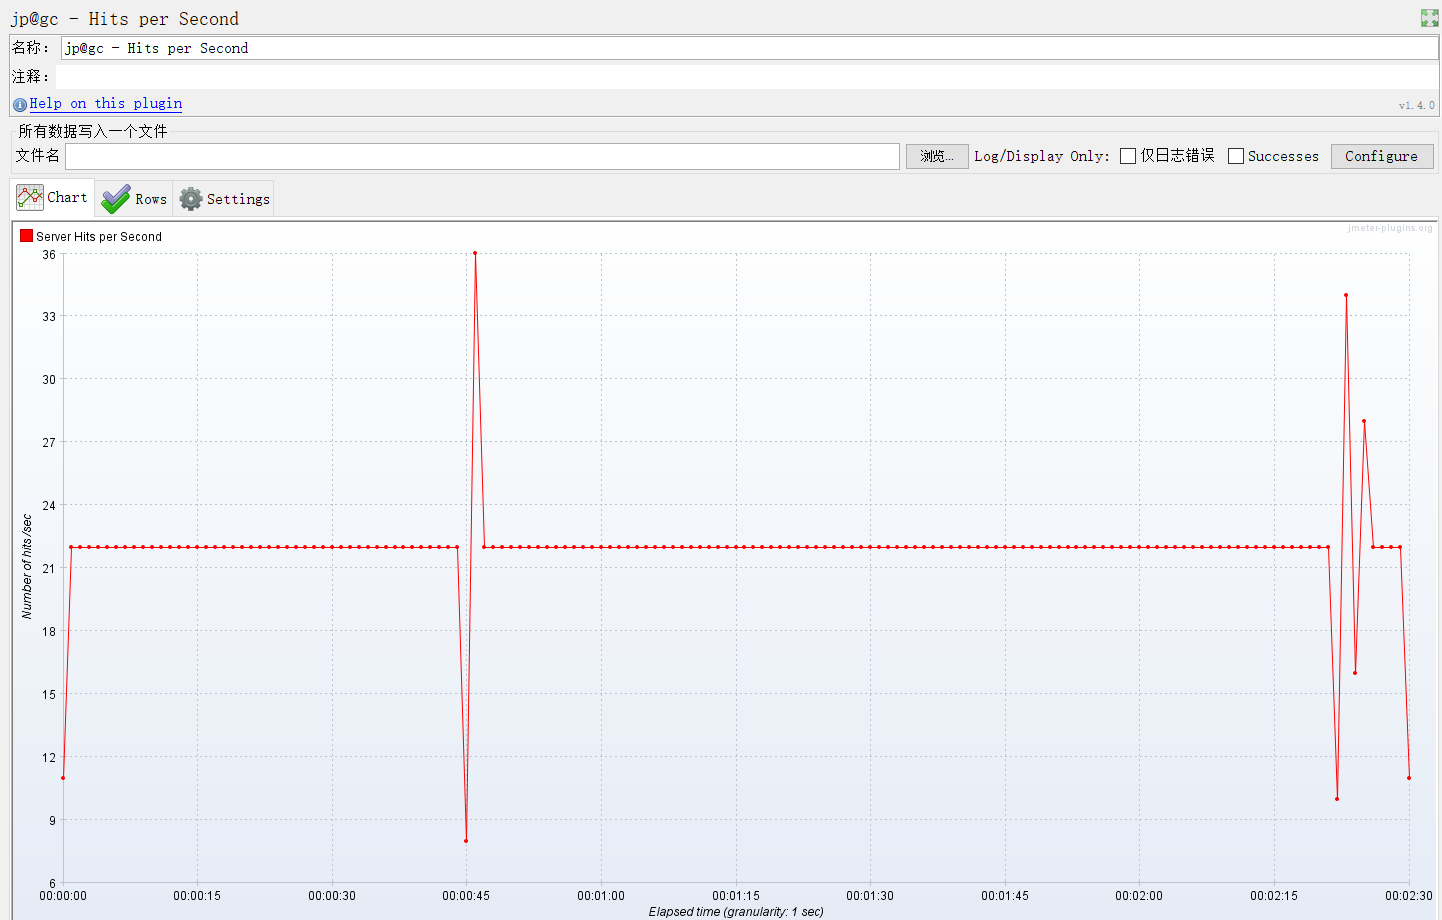 jp@gc - Hits per Second
名称： jp@gc - Hits per Second
注释：
Help on this plugin
v1.4.0
所有数据写入一个文件
文件名 浏览... Log/Display Only: 仅日志错误 Successes Configure
Chart Rows Settings
jmeter-plugins.org
Server Hits per Second
36
33
30
27
24
21
18
15
12
9
6
Number of hits /sec
00:00:00 00:00:15 00:00:30 00:00:45 00:01:00 00:01:15 00:01:30 00:01:45 00:02:00 00:02:15 00:02:30
Elapsed time (granularity: 1 sec)